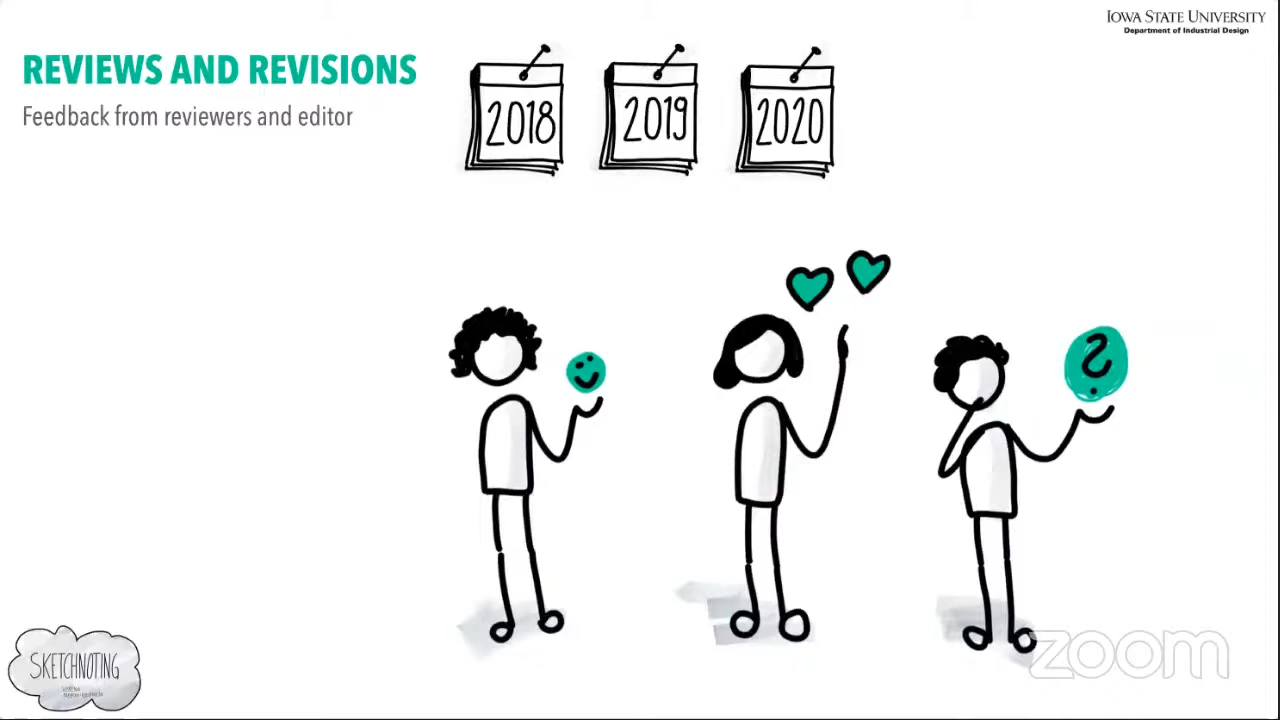 IOWA STATE UNIVERSITY
Department of Industrial Design
REVIEWS AND REVISIONS
Feedback from reviewers and editor
2018 2019 2020
?
SKETCHNOTING
zoom